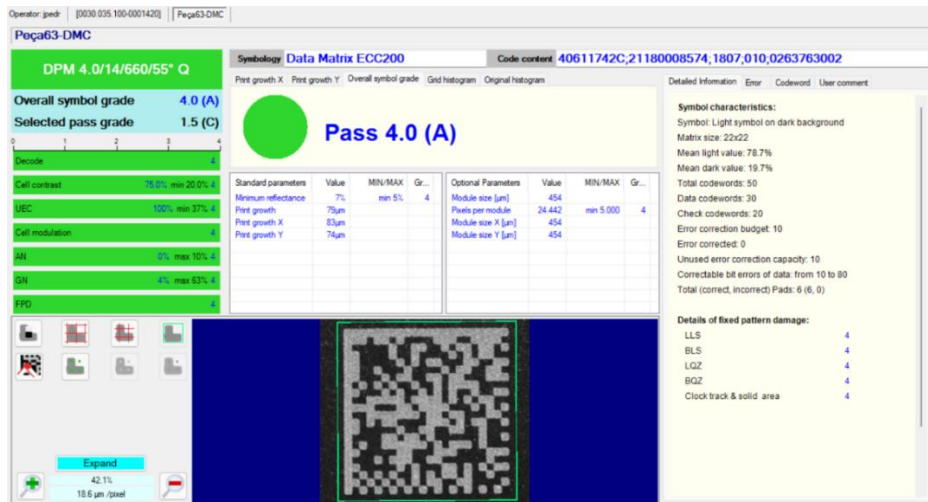 Operator: jpedr [0030.035.100-0001420] Peça63-DMC
Peça63-DMC
DPM 4.0/14/660/55° Q
Overall symbol grade 4.0 (A)
Selected pass grade 1.5 (C)
0 1 2 3 4
Decode 4
Cell contrast 75.0% min 20.0% 4
UEC 100% min 37% 4
Cell modulation 4
AN 0% max 10% 4
GN 4% max 63% 4
FPD 4
Symbology Data Matrix ECC200 Code content 40611742C;21180008574;1807;010;0263763002
Print growth X Print growth Y Overall symbol grade Grid histogram Original histogram
Pass 4.0 (A)
Standard parameters Value MIN/MAX Gr...
Minimum reflectance 7% min 5% 4
Print growth 79µm
Print growth X 83µm
Print growth Y 74µm
Optional Parameters Value MIN/MAX Gr...
Module size [µm] 454
Pixels per module 24.442 min 5.000 4
Module size X [µm] 454
Module size Y [µm] 454
Detailed Information Error Codeword User comment
Symbol characteristics:
Symbol: Light symbol on dark background
Matrix size: 22x22
Mean light value: 78.7%
Mean dark value: 19.7%
Total codewords: 50
Data codewords: 30
Check codewords: 20
Error correction budget: 10
Error corrected: 0
Unused error correction capacity: 10
Correctable bit errors of data: from 10 to 80
Total (correct, incorrect) Pads: 6 (6, 0)
Details of fixed pattern damage:
LLS 4
BLS 4
LQZ 4
BQZ 4
Clock track & solid area 4
Expand
42.1%
18.6 µm /pixel